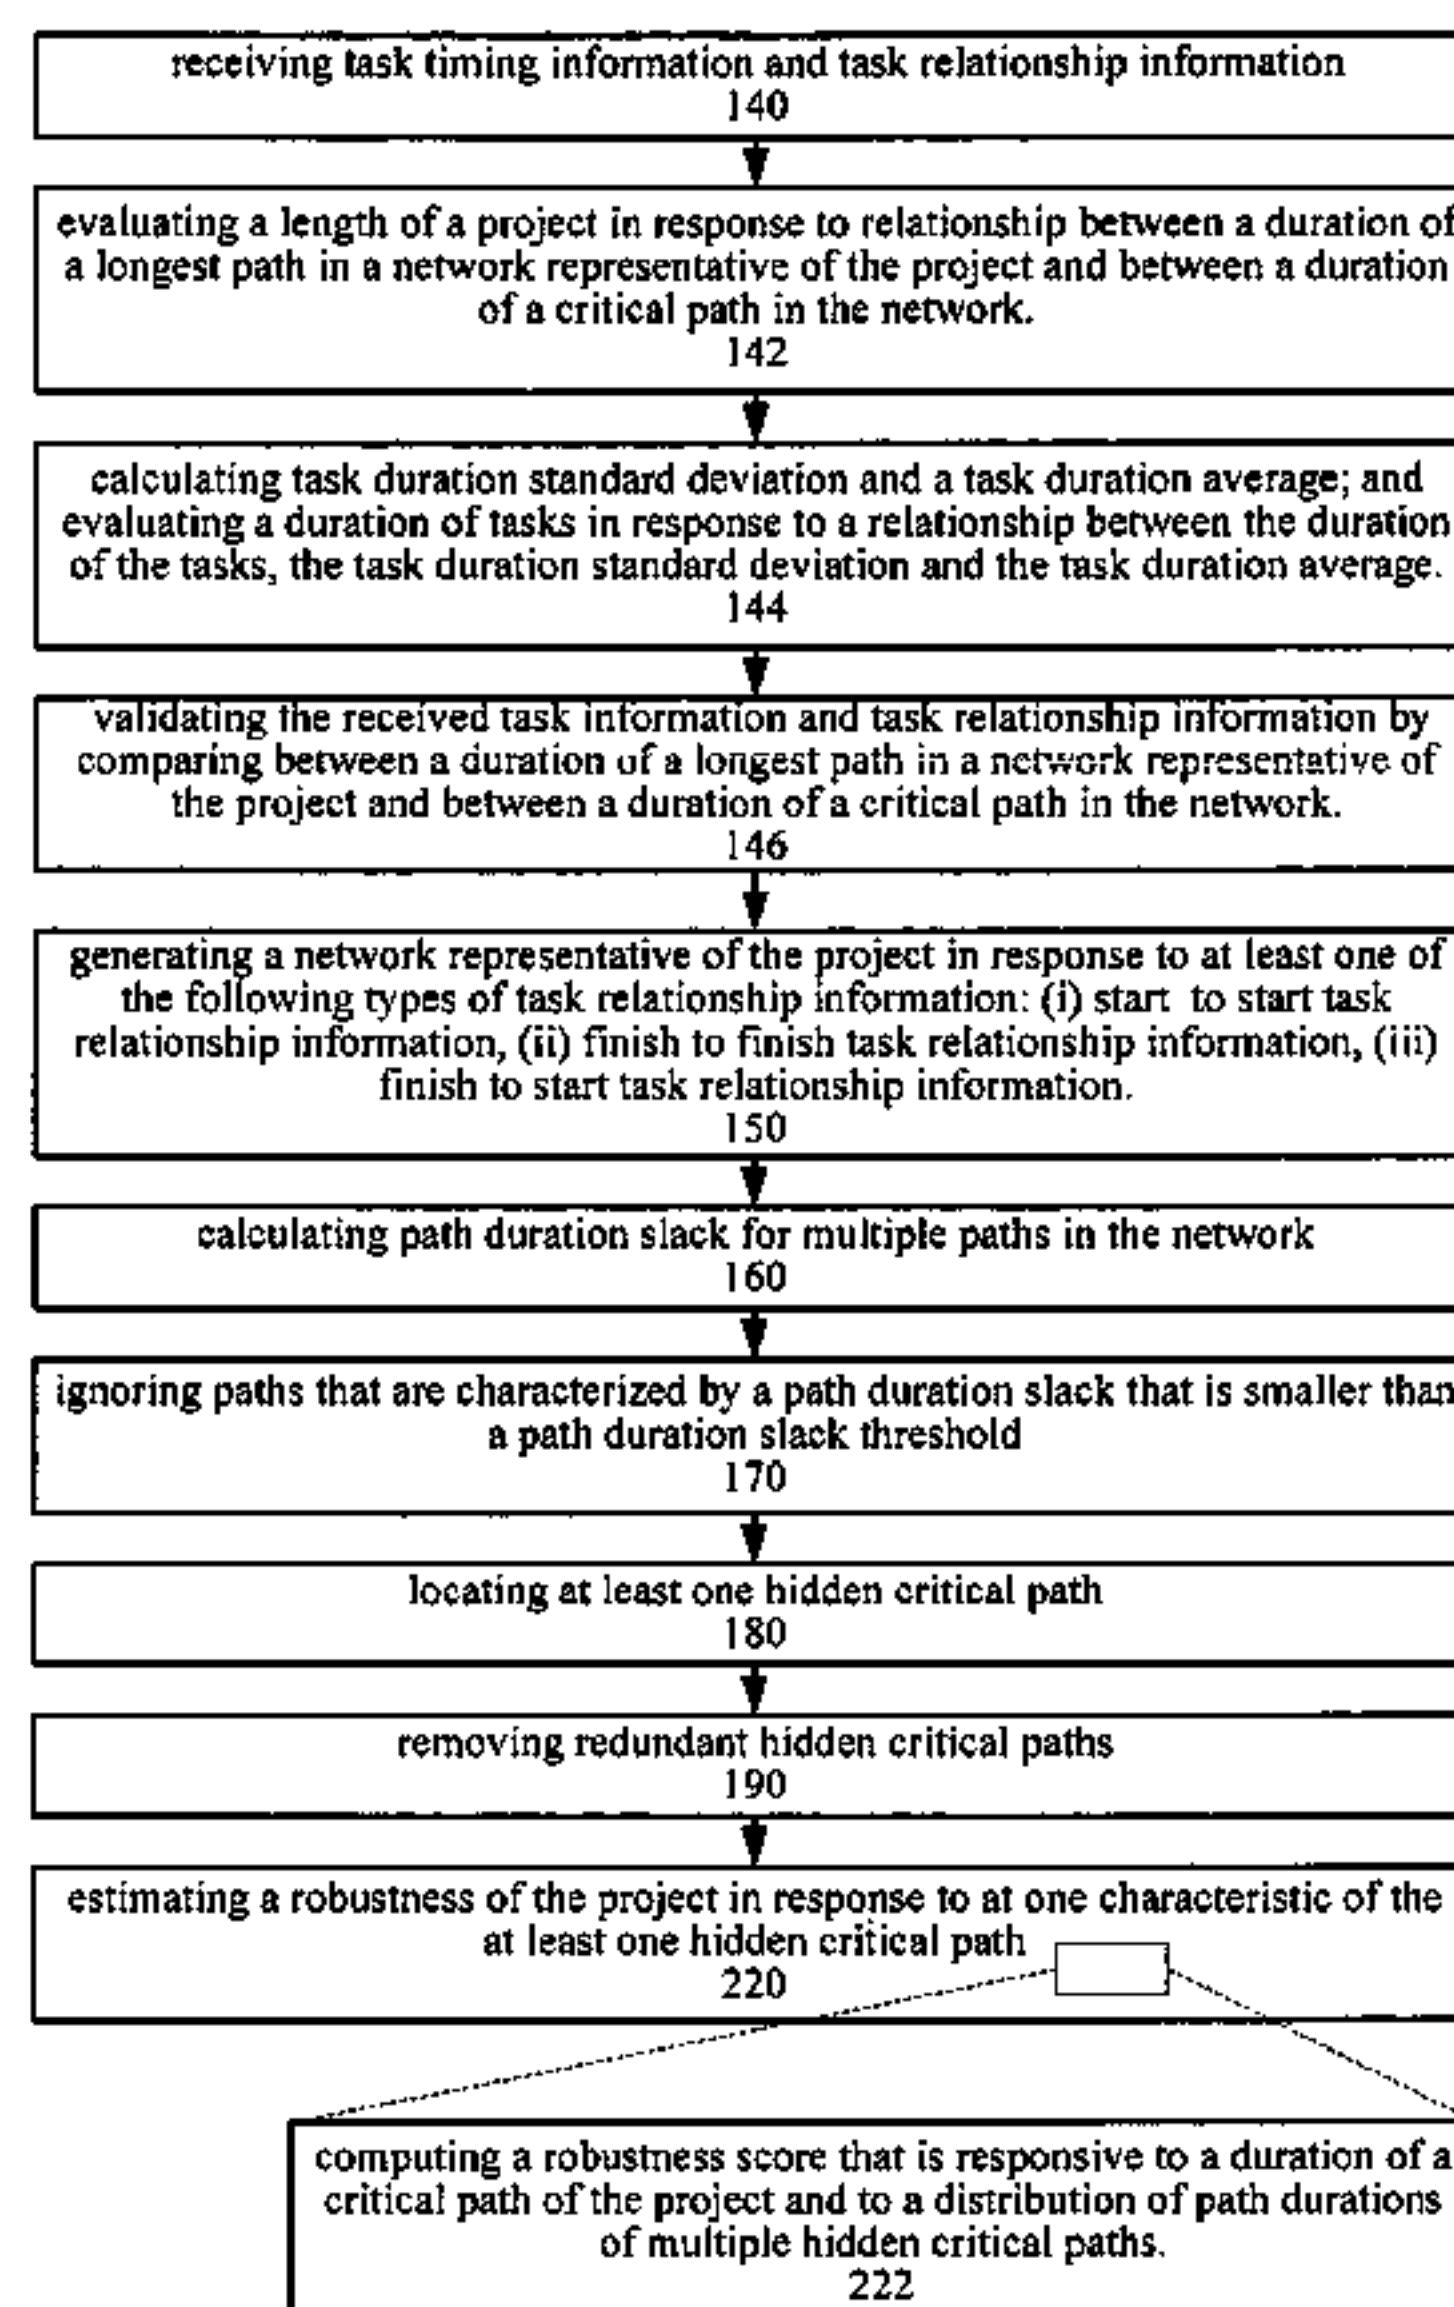 receiving task timing information and task relationship information
140
evaluating a length of a project in response to relationship between a duration of
a longest path in a network representative of the project and between a duration
of a critical path in the network.
142
calculating task duration standard deviation and a task duration average; and
evaluating a duration of tasks in response to a relationship between the duration
of the tasks, the task duration standard deviation and the task duration average.
144
validating the received task information and task relationship information by
comparing between a duration of a longest path in a network representative of
the project and between a duration of a critical path in the network.
146
generating a network representative of the project in response to at least one of
the following types of task relationship information: (i) start to start task
relationship information, (ii) finish to finish task relationship information, (iii)
finish to start task relationship information.
150
calculating path duration slack for multiple paths in the network
160
ignoring paths that are characterized by a path duration slack that is smaller than
a path duration slack threshold
170
locating at least one hidden critical path
180
removing redundant hidden critical paths
190
estimating a robustness of the project in response to at one characteristic of the
at least one hidden critical path
220
computing a robustness score that is responsive to a duration of a
critical path of the project and to a distribution of path durations
of multiple hidden critical paths.
222